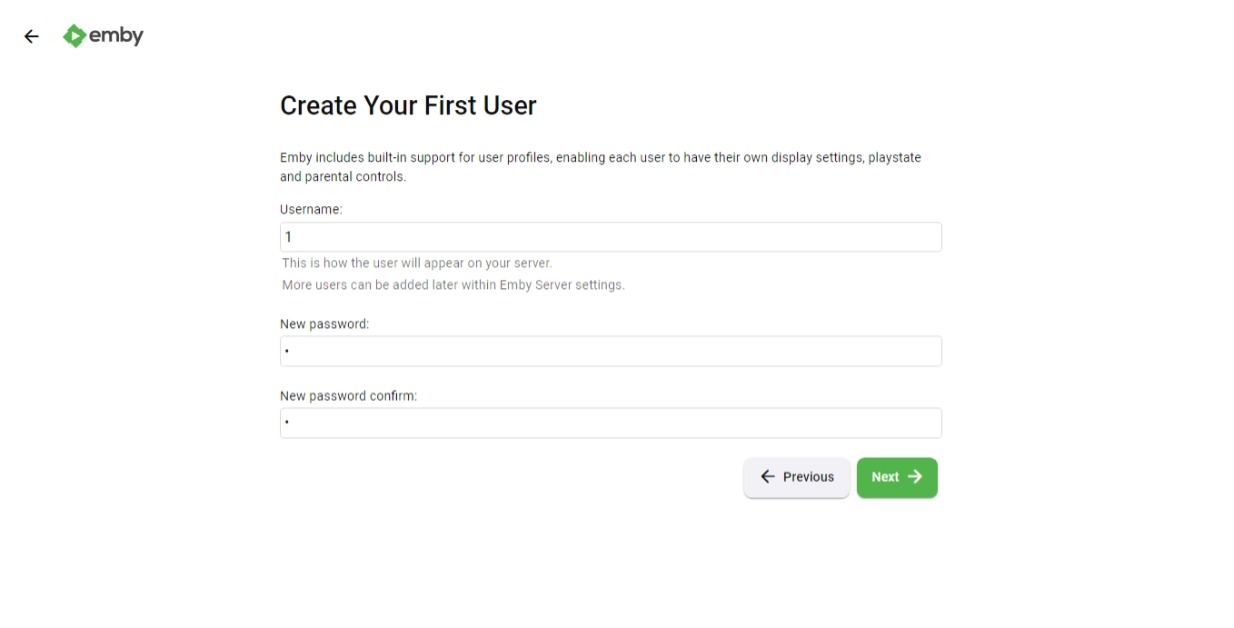 emby
Create Your First User
Emby includes built-in support for user profiles, enabling each user to have their own display settings, playstate
and parental controls.
Username:
1
This is how the user will appear on your server.
More users can be added later within Emby Server settings.
New password:
•
New password confirm:
•
Previous
Next